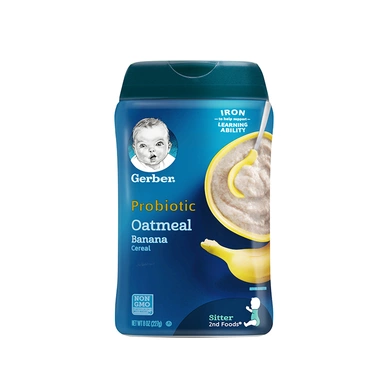 IRON
to help support
LEARNING
ABILITY
Gerber.
Probiotic
Oatmeal
Banana
Cereal
NON
GMO
NET WT 8 OZ (227g)
Sitter
2nd Foods®